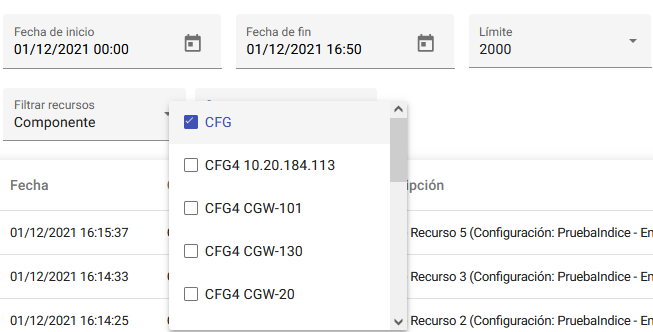 Fecha de inicio
01/12/2021 00:00
Fecha de fin
01/12/2021 16:50
Límite
2000
Filtrar recursos
Componente
CFG
CFG4 10.20.184.113
CFG4 CGW-101
CFG4 CGW-130
CFG4 CGW-20
Fecha
ipción
01/12/2021 16:15:37
Recurso 5 (Configuración: PruebaIndice - En
01/12/2021 16:14:33
Recurso 3 (Configuración: PruebaIndice - En
01/12/2021 16:14:25
Recurso 2 (Configuración: PruebaIndice - En